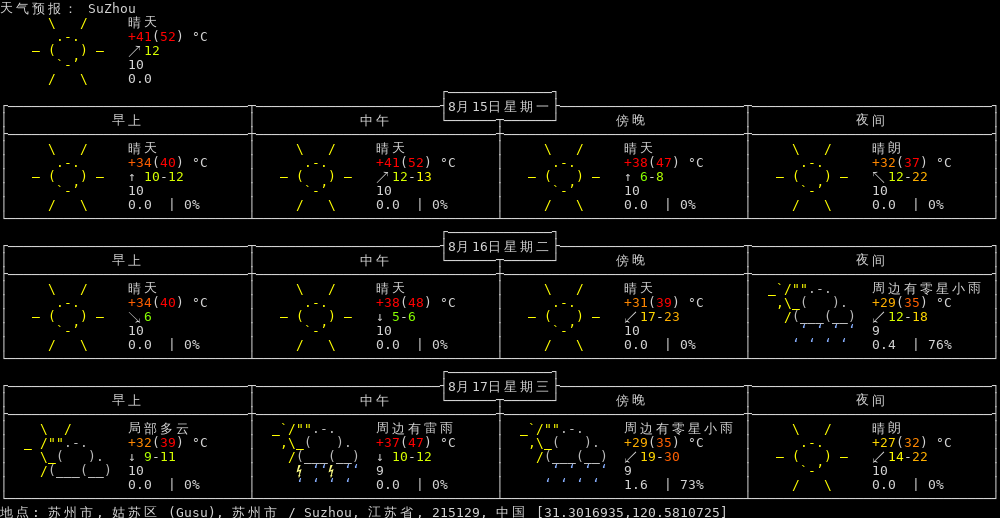 天气预报: SuZhou
晴天
+41(52) °C
↗ 12
10
0.0
8月15日星期一
早上 中午 傍晚 夜间
晴天 晴天 晴天 晴朗
+34(40) °C +41(52) °C +38(47) °C +32(37) °C
↑ 10-12 ↗ 12-13 ↑ 6-8 ↖ 12-22
10 10 10 10
0.0 | 0% 0.0 | 0% 0.0 | 0% 0.0 | 0%
8月16日星期二
早上 中午 傍晚 夜间
晴天 晴天 晴天 周边有零星小雨
+34(40) °C +38(48) °C +31(39) °C +29(35) °C
↘ 6 ↓ 5-6 ↙ 17-23 ↙ 12-18
10 10 10 9
0.0 | 0% 0.0 | 0% 0.0 | 0% 0.4 | 76%
8月17日星期三
早上 中午 傍晚 夜间
局部多云 周边有雷雨 周边有零星小雨 晴朗
+32(39) °C +37(47) °C +29(35) °C +27(32) °C
↓ 9-11 ↓ 10-12 ↙ 19-30 ↙ 14-22
10 9 9 10
0.0 | 0% 0.0 | 0% 1.6 | 73% 0.0 | 0%
地点: 苏州市, 姑苏区 (Gusu), 苏州市 / Suzhou, 江苏省, 215129, 中国 [31.3016935,120.5810725]